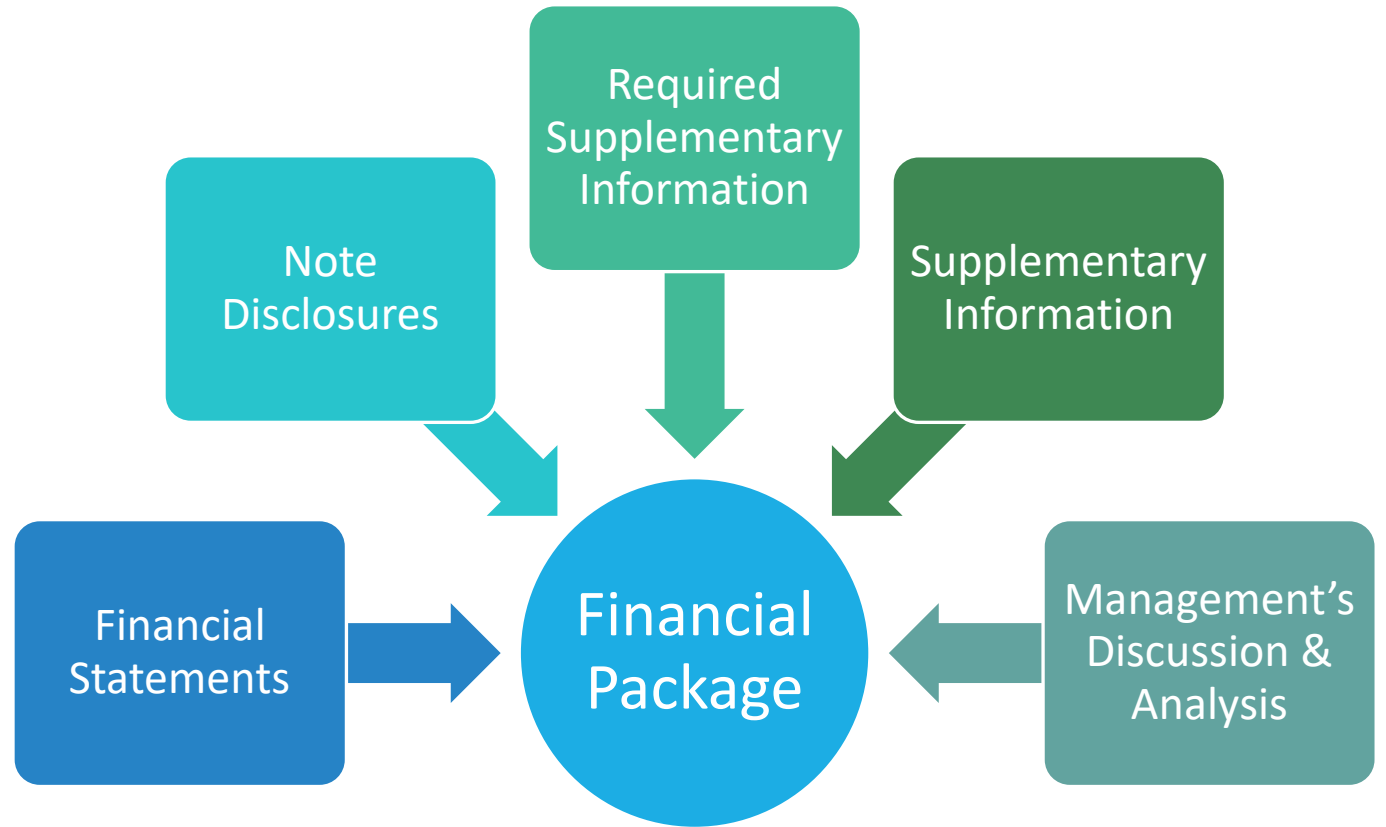 Required
Supplementary
Information
Note
Disclosures
Supplementary
Information
Financial
Statements
Financial
Package
Management’s
Discussion &
Analysis